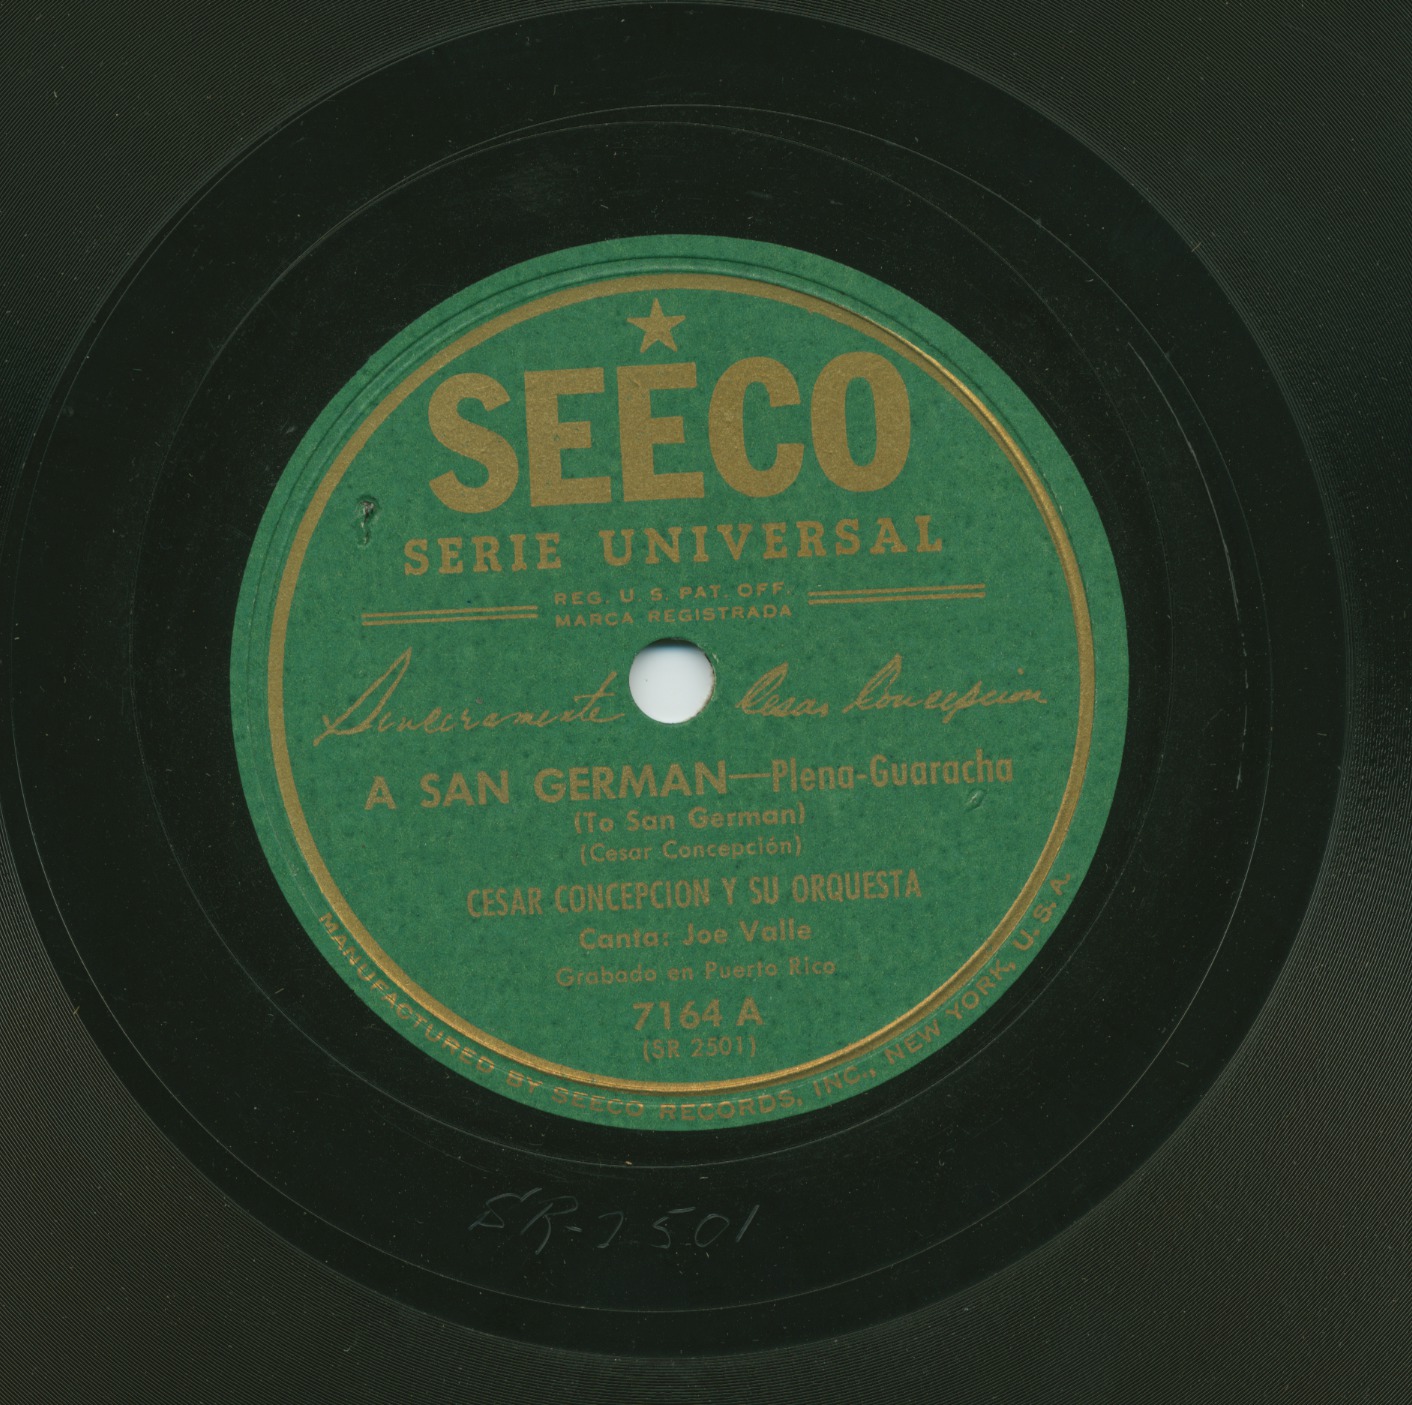 SEECO
SERIE UNIVERSAL
REG. U. S. PAT. OFF.
MARCA REGISTRADA
Sinceramente Cesar Concepcion
A SAN GERMAN—Plena-Guaracha
(To San German)
(Cesar Concepción)
CESAR CONCEPCION Y SU ORQUESTA
Canta: Joe Valle
Grabado en Puerto Rico
7164 A
(SR 2501)
MANUFACTURED BY SEECO RECORDS, INC., NEW YORK, U. S. A.
SR-2501